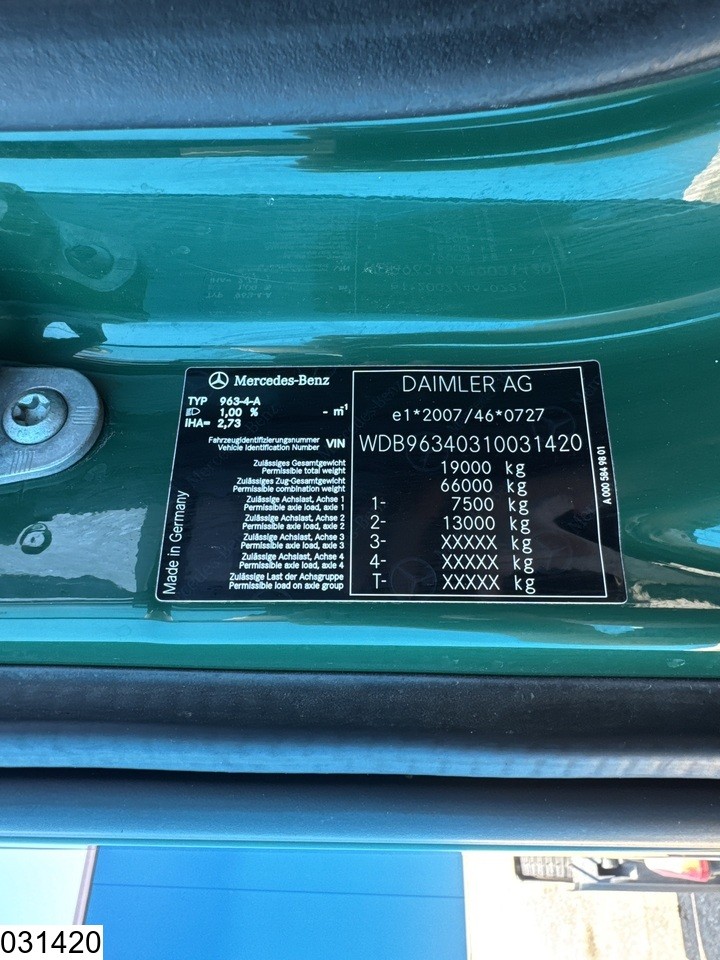 Mercedes-Benz
TYP 963-4-A
1,00 % - m⁻¹
IHA= 2,73
Fahrzeugidentifizierungsnummer
Vehicle Identification Number VIN
Zulässiges Gesamtgewicht
Permissible total weight
Zulässiges Zug-Gesamtgewicht
Permissible combination weight
Zulässige Achslast, Achse 1
Permissible axle load, axle 1
Zulässige Achslast, Achse 2
Permissible axle load, axle 2
Zulässige Achslast, Achse 3
Permissible axle load, axle 3
Zulässige Achslast, Achse 4
Permissible axle load, axle 4
Zulässige Last der Achsgruppe
Permissible load on axle group
Made in Germany
DAIMLER AG
e1*2007/46*0727
WDB96340310031420
19000 kg
66000 kg
1- 7500 kg
2- 13000 kg
3- XXXXX kg
4- XXXXX kg
T- XXXXX kg
A 000 584 98 01
031420